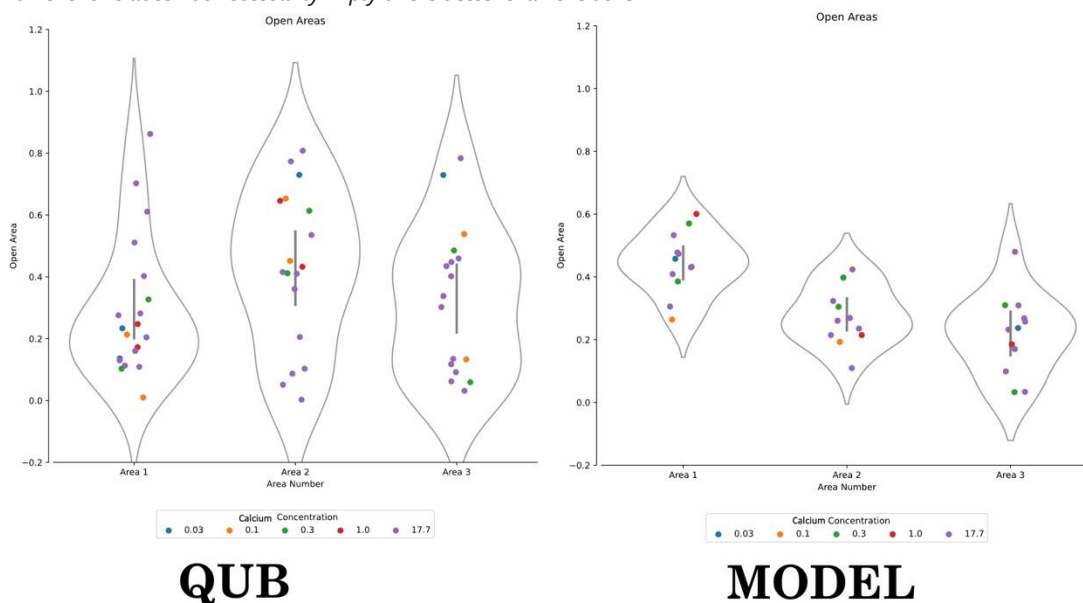 Open Areas
1.2
1.0
0.8
0.6
0.4
0.2
0.0
−0.2
Open Area
Area 1
Area 2
Area 3
Area Number
Calcium Concentration
0.03
0.1
0.3
1.0
17.7
QUB
Open Areas
1.2
1.0
0.8
0.6
0.4
0.2
0.0
−0.2
Open Area
Area 1
Area 2
Area 3
Area Number
Calcium Concentration
0.03
0.1
0.3
1.0
17.7
MODEL